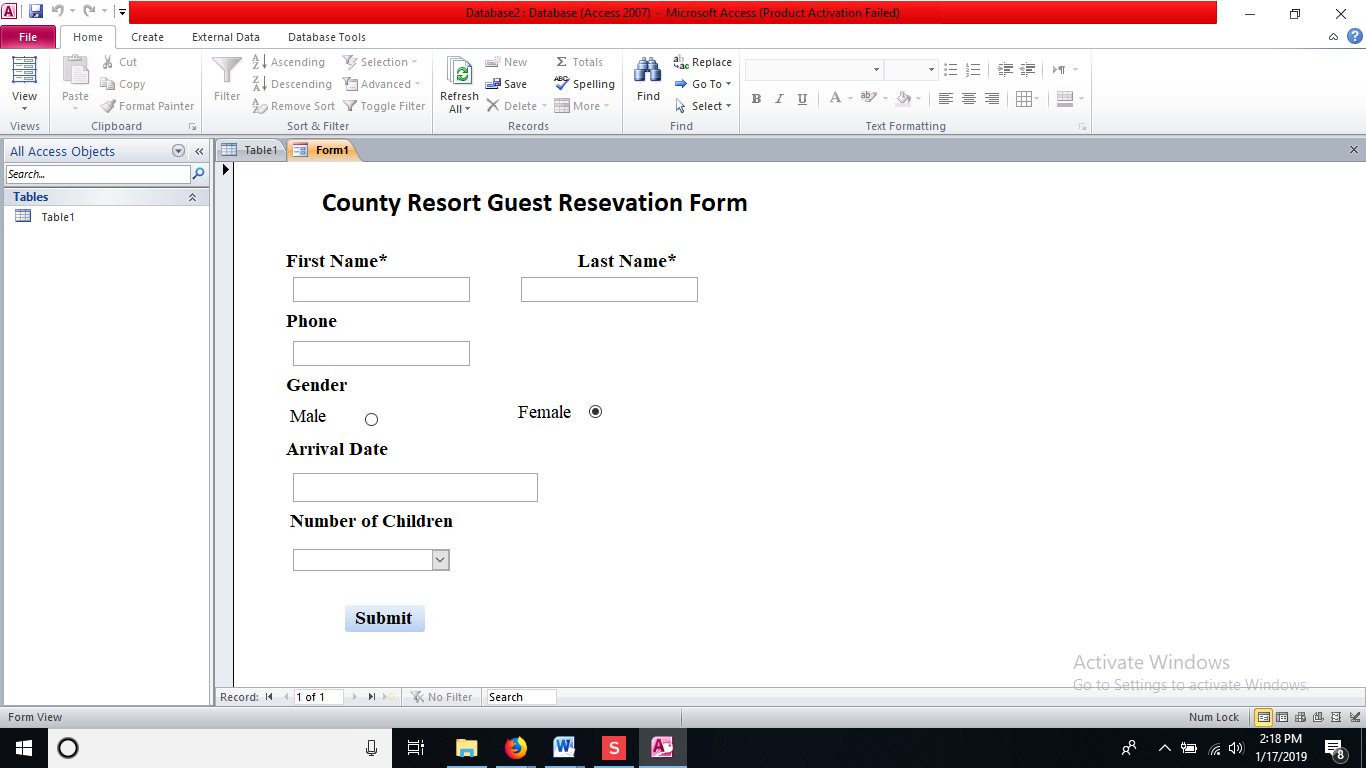 Database2 : Database (Access 2007) - Microsoft Access (Product Activation Failed)
File Home Create External Data Database Tools
View
Views
Paste
Cut
Copy
Format Painter
Clipboard
Filter
Ascending
Descending
Remove Sort
Selection
Advanced
Toggle Filter
Sort & Filter
Refresh
All
New
Save
Delete
Totals
Spelling
More
Records
Find
Replace
Go To
Select
Find
B I U A
Text Formatting
All Access Objects
Search...
Tables
Table1
Table1 Form1
County Resort Guest Resevation Form
First Name* Last Name*
Phone
Gender
Male Female
Arrival Date
Number of Children
Submit
Activate Windows
Go to Settings to activate Windows.
Record: 1 of 1 No Filter Search
Form View Num Lock
2:18 PM
1/17/2019
8